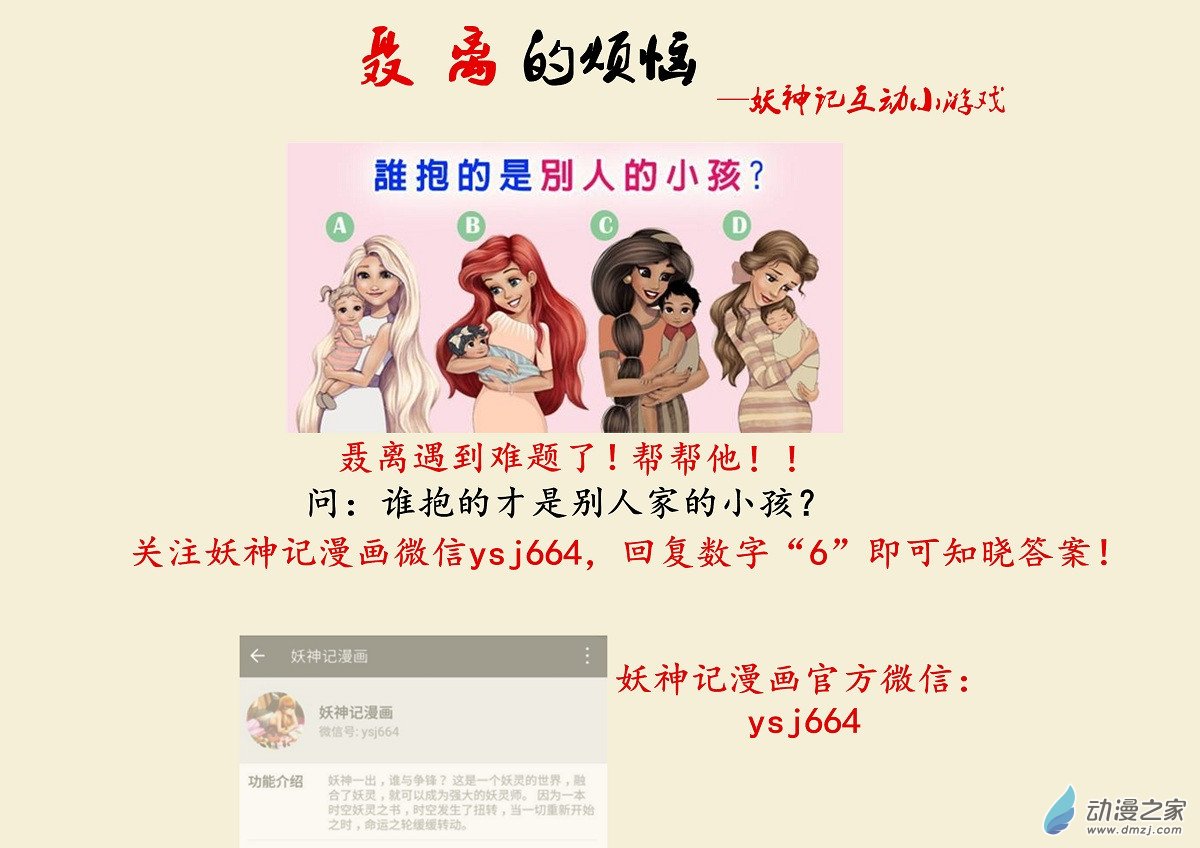 聂 离 的烦恼
—妖神记互动小游戏
誰抱的是別人的小孩?
A B C D
聂离遇到难题了!帮帮他!!
问:谁抱的才是别人家的小孩?
关注妖神记漫画微信ysj664,回复数字“6”即可知晓答案!
妖神记漫画
妖神记漫画官方微信:
ysj664
妖神记漫画
微信号: ysj664
功能介绍
妖神一出,谁与争锋?这是一个妖灵的世界,融
合了妖灵,就可以成为强大的妖灵师。 因为一本
时空妖灵之书,时空发生了扭转,当一切重新开始
之时,命运之轮缓缓转动。
动漫之家
www.dmzj.com